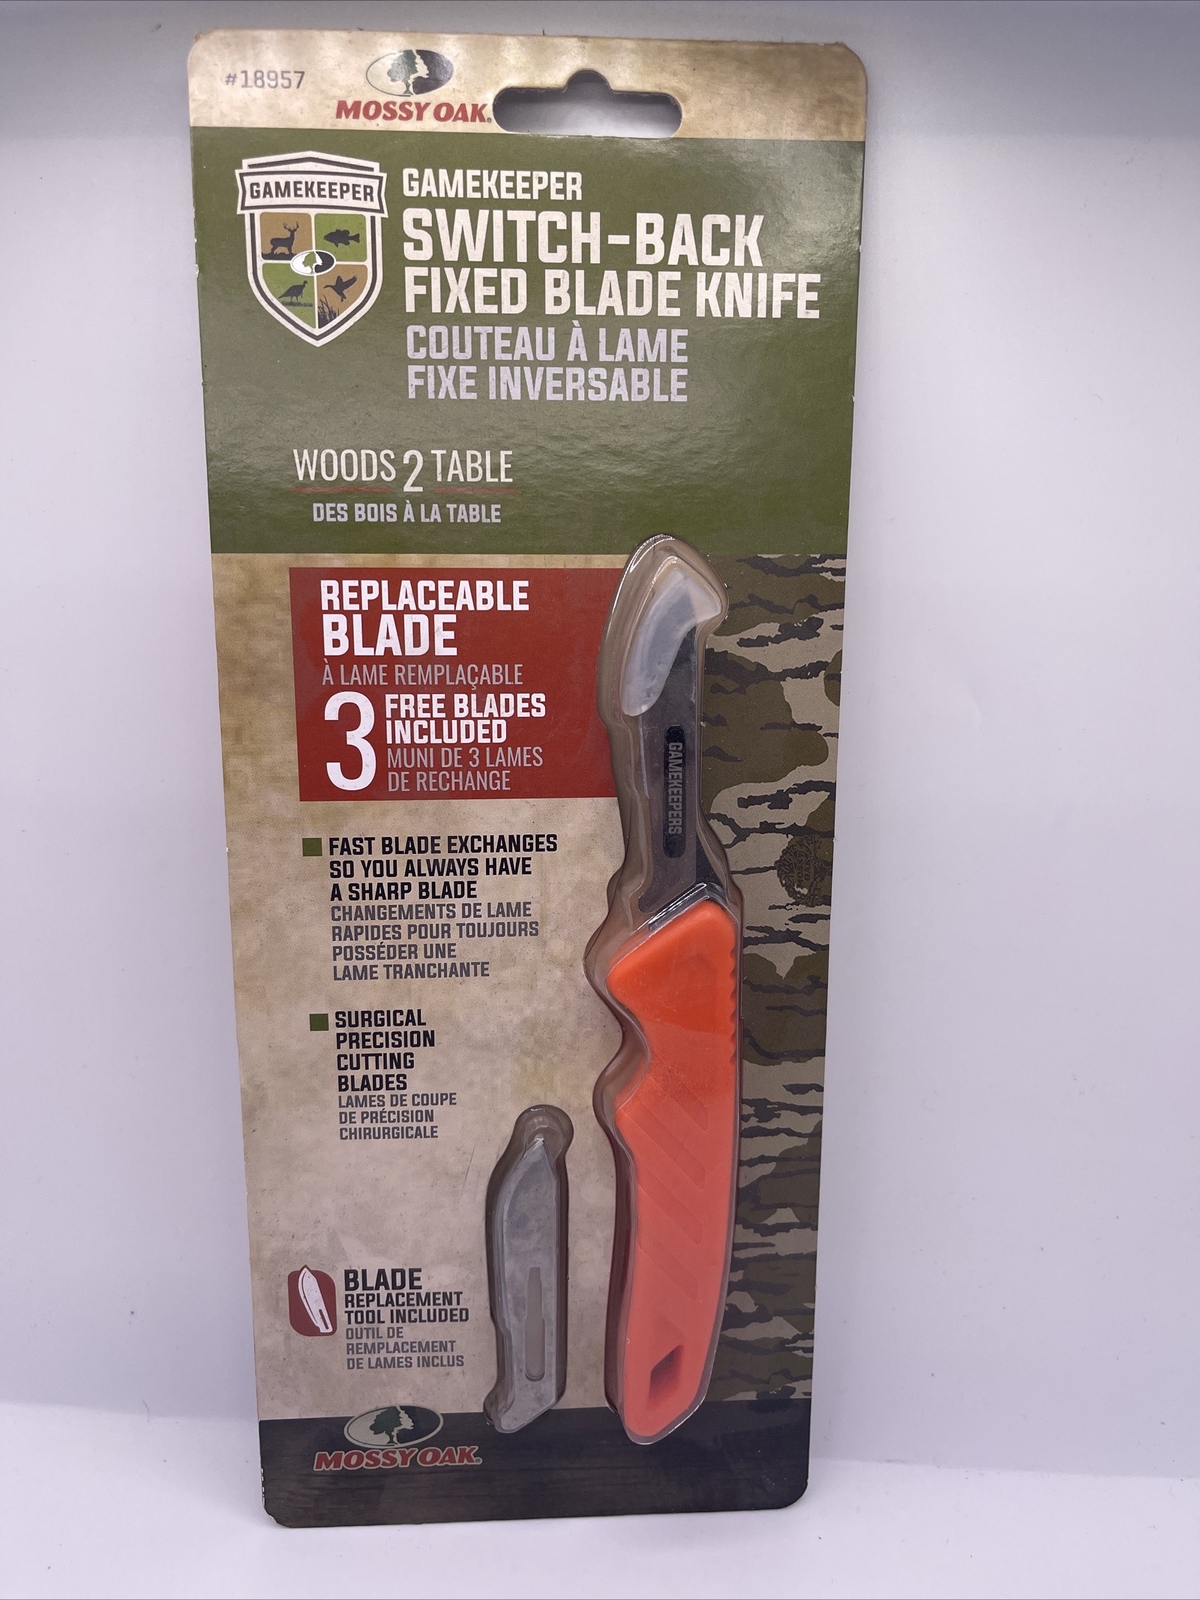 #18957
MOSSY OAK®
GAMEKEEPER
GAMEKEEPER
SWITCH-BACK
FIXED BLADE KNIFE
COUTEAU À LAME
FIXE INVERSABLE
WOODS 2 TABLE
DES BOIS À LA TABLE
REPLACEABLE
BLADE
À LAME REMPLAÇABLE
3 FREE BLADES
INCLUDED
MUNI DE 3 LAMES
DE RECHANGE
GAMEKEEPERS
FAST BLADE EXCHANGES
SO YOU ALWAYS HAVE
A SHARP BLADE
CHANGEMENTS DE LAME
RAPIDES POUR TOUJOURS
POSSÉDER UNE
LAME TRANCHANTE
SURGICAL
PRECISION
CUTTING
BLADES
LAMES DE COUPE
DE PRÉCISION
CHIRURGICALE
BLADE
REPLACEMENT
TOOL INCLUDED
OUTIL DE
REMPLACEMENT
DE LAMES INCLUS
MOSSY OAK®